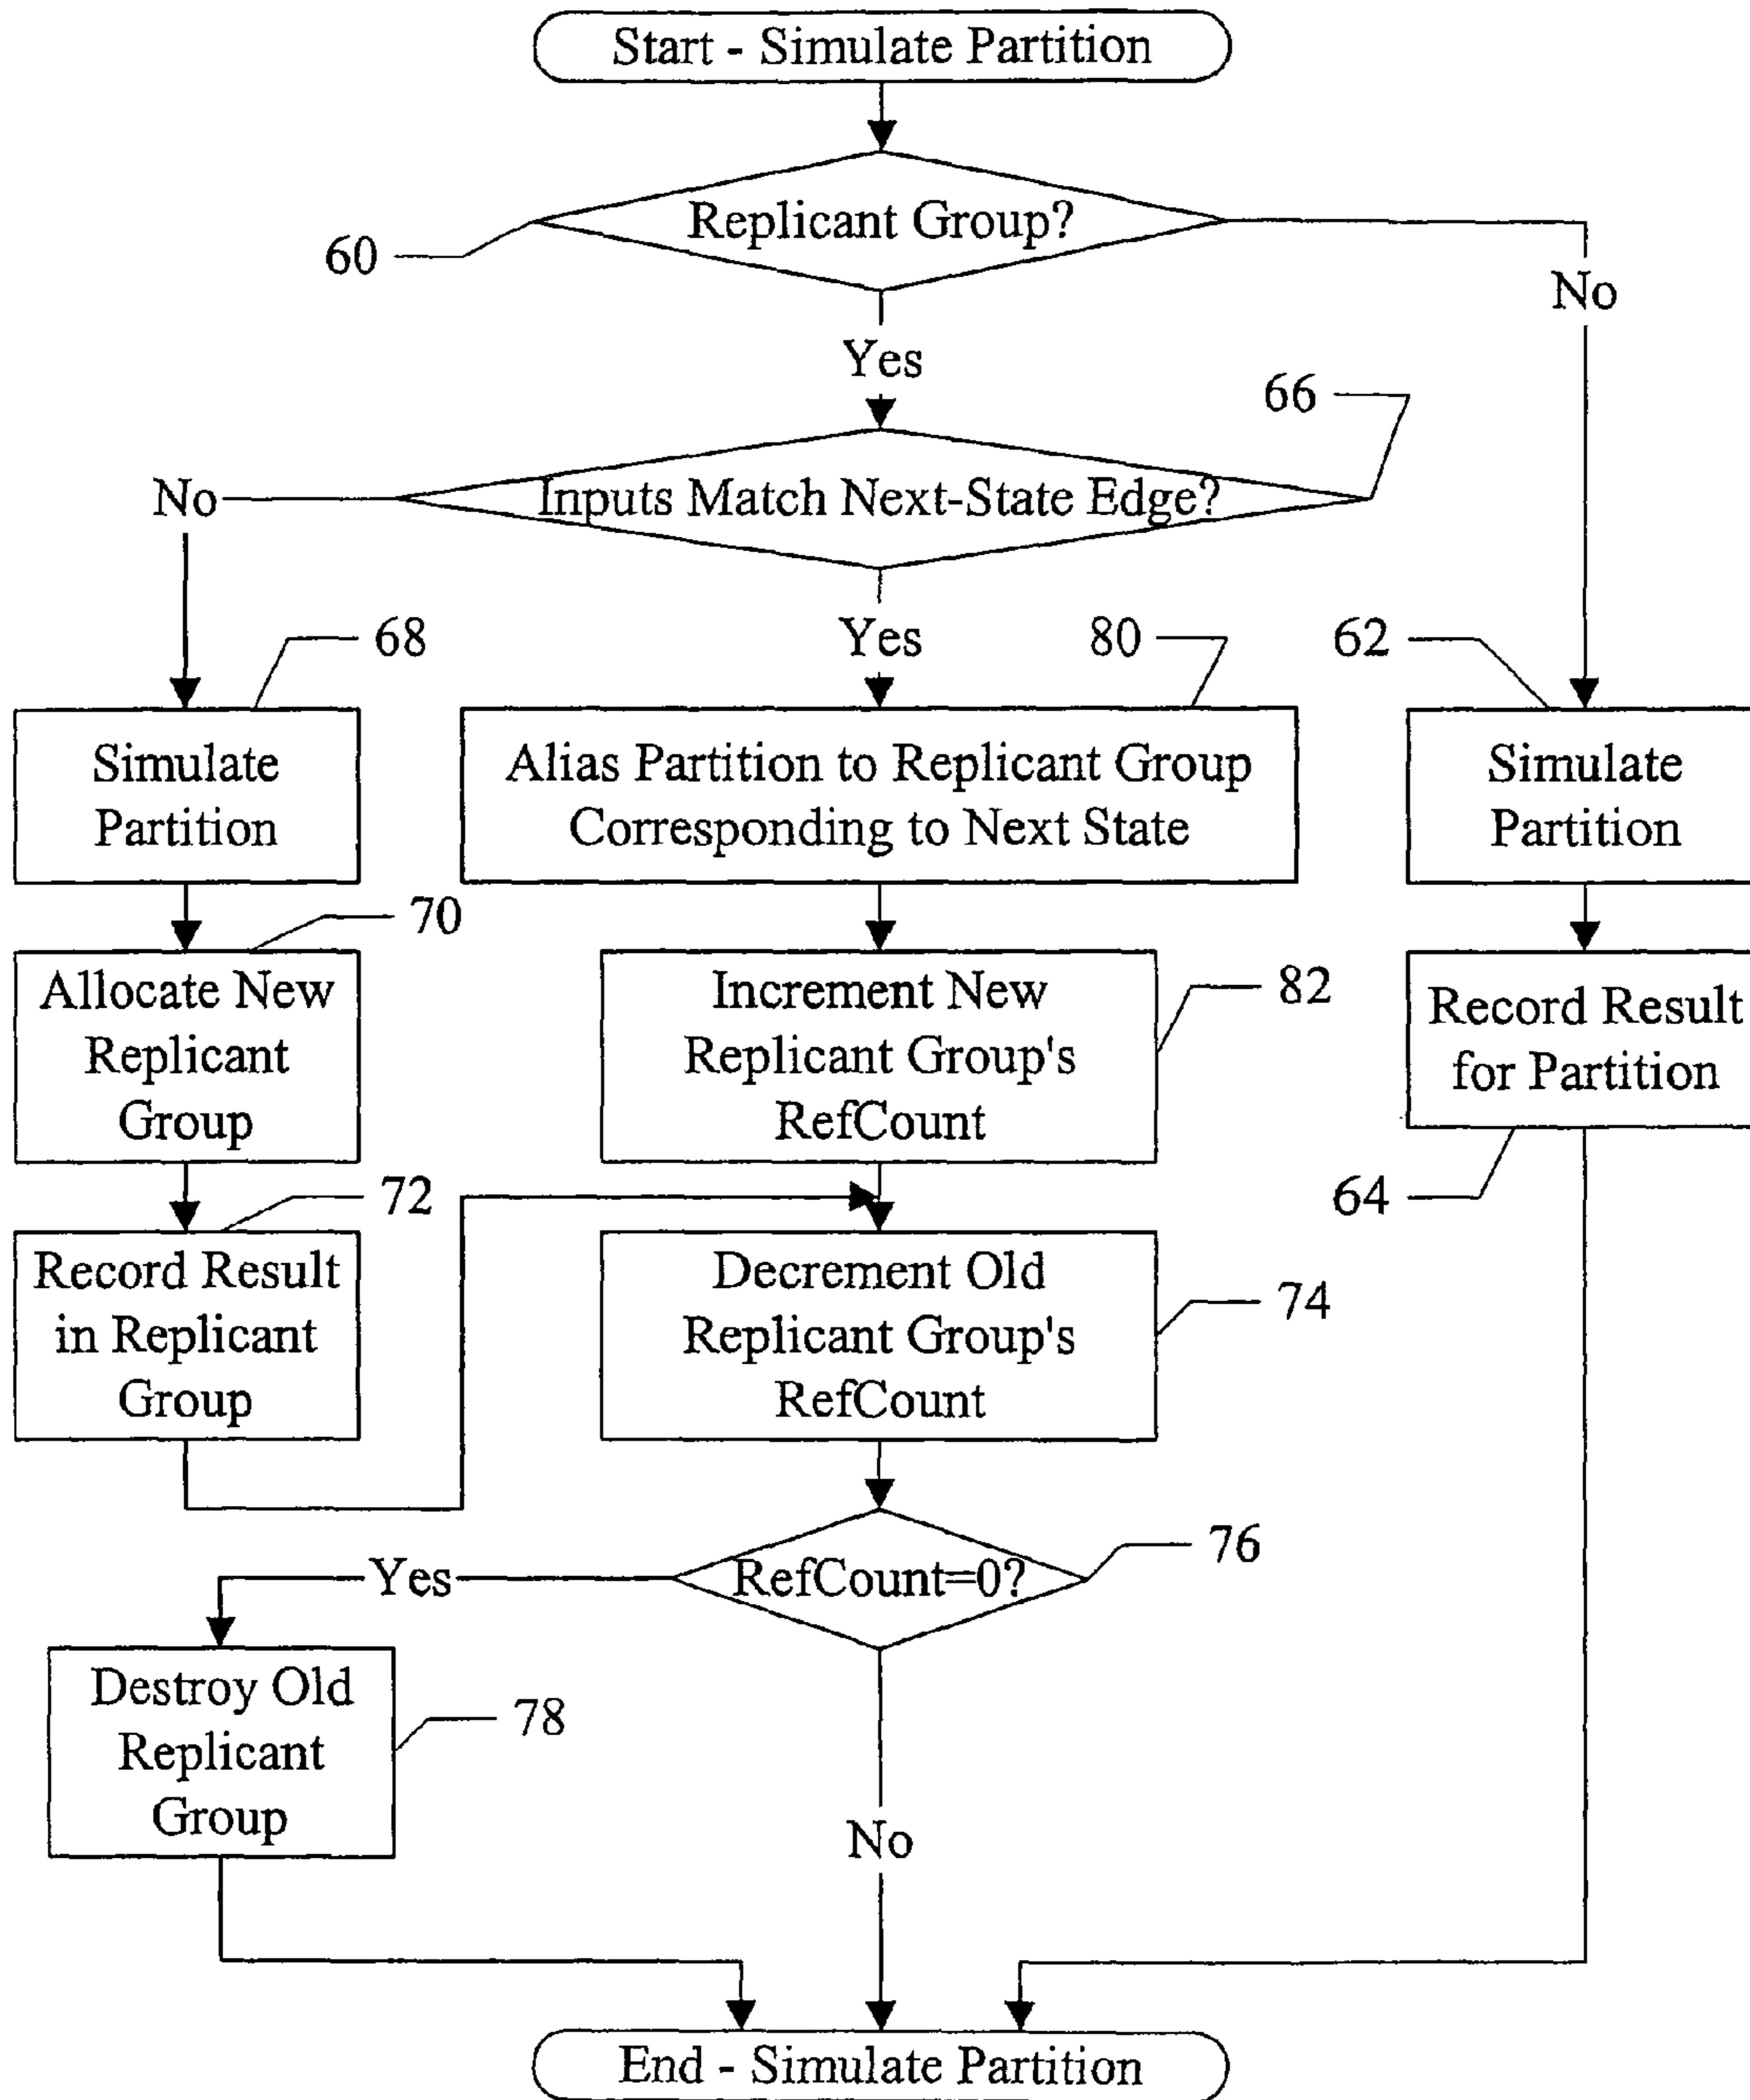 Start - Simulate Partition
Replicant Group?
60
No
Yes
66
No
Inputs Match Next-State Edge?
68
Yes
80
62
Simulate
Partition
Alias Partition to Replicant Group
Corresponding to Next State
Simulate
Partition
70
Allocate New
Replicant
Group
Increment New
Replicant Group's
RefCount
82
Record Result
for Partition
72
64
Record Result
in Replicant
Group
Decrement Old
Replicant Group's
RefCount
74
Yes
RefCount=0?
76
Destroy Old
Replicant
Group
78
No
End - Simulate Partition